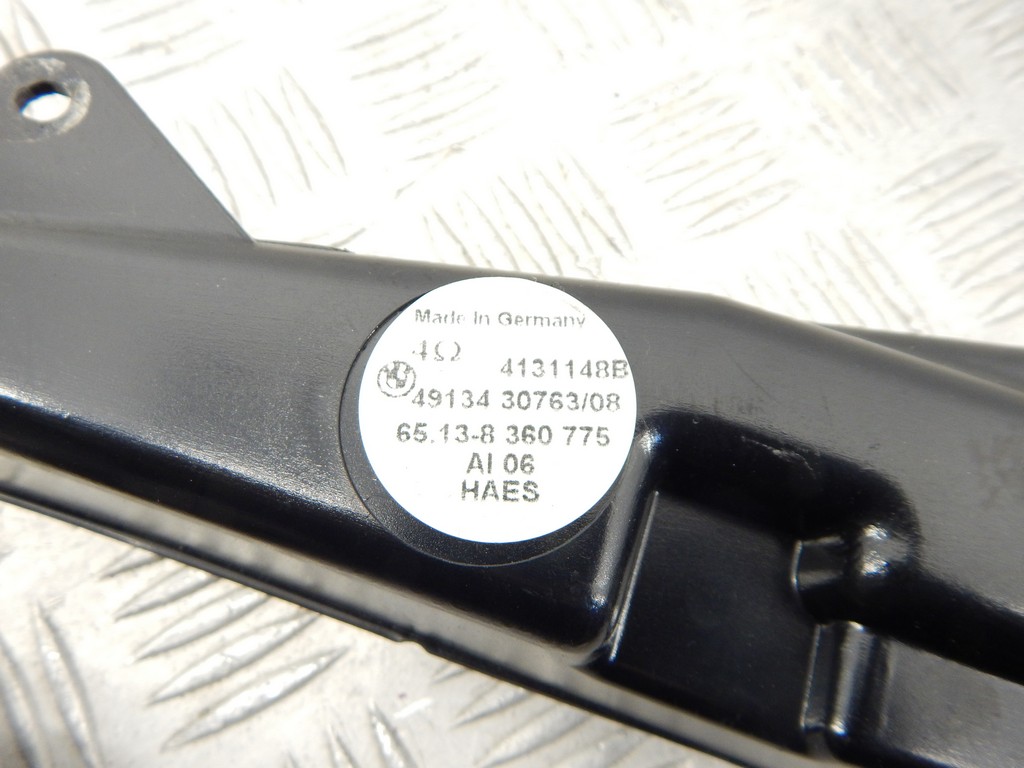 Made In Germany
4Ω
4131148B
49134 30763/08
65.13-8 360 775
AI 06
HAES